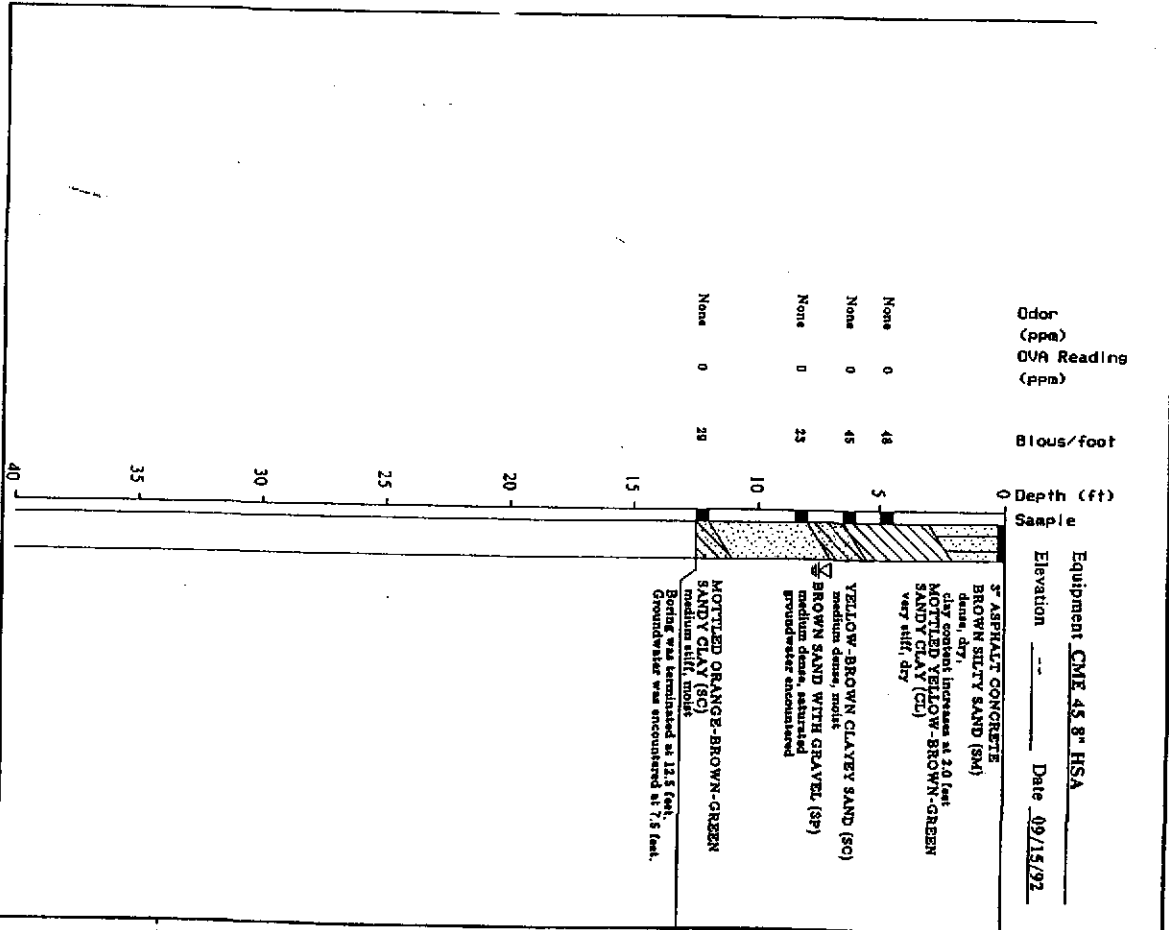 Equipment CME 45 8" HSA
Elevation -- Date 09/15/92
Odor
(ppm)
OVA Reading
(ppm)
Blows/foot
Depth (ft)
Sample
0
3" ASPHALT CONCRETE
BROWN SILTY SAND (SM)
dense, dry,
clay content increases at 2.0 feet
MOTTLED YELLOW-BROWN-GREEN
SANDY CLAY (CL)
very stiff, dry
None 0 48
5
None 0 45
YELLOW-BROWN CLAYEY SAND (SC)
medium dense, moist
BROWN SAND WITH GRAVEL (SP)
medium dense, saturated
groundwater encountered
None 0 23
10
None 0 29
MOTTLED ORANGE-BROWN-GREEN
SANDY CLAY (SC)
medium stiff, moist
Boring was terminated at 12.5 feet.
Groundwater was encountered at 7.5 feet.
15
20
25
30
35
40